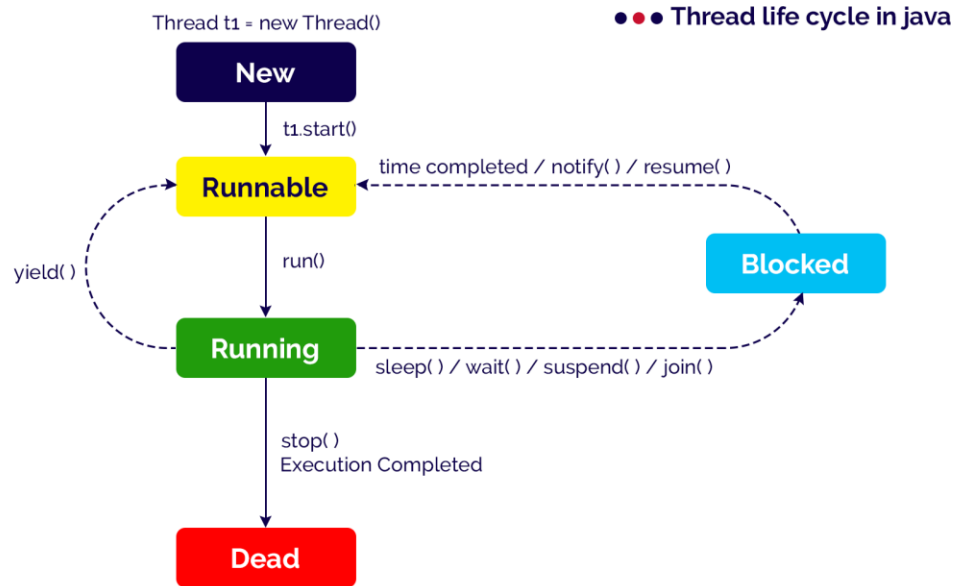 Thread life cycle in java
Thread t1 = new Thread()
New
t1.start()
Runnable
time completed / notify( ) / resume( )
yield( )
run()
Blocked
Running
sleep( ) / wait( ) / suspend( ) / join( )
stop( )
Execution Completed
Dead